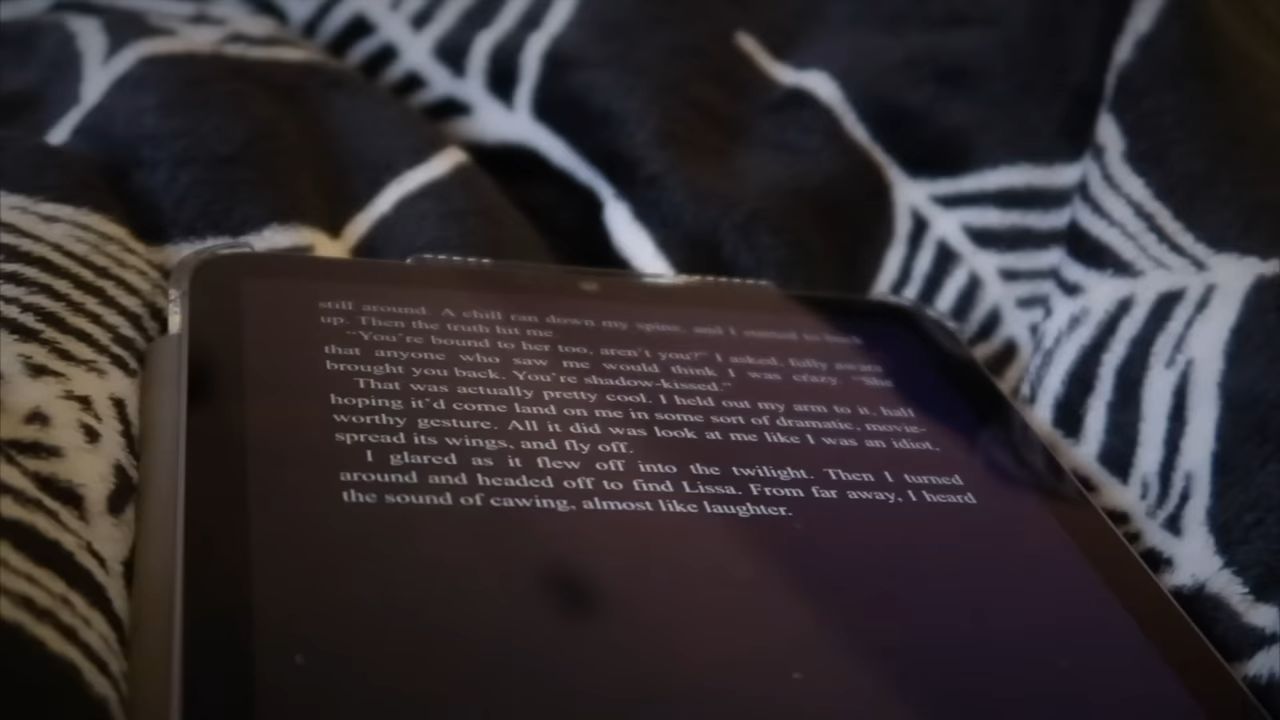 still around. A chill ran down my spine, and I started to back
up. Then the truth hit me
“You’re bound to her too, aren’t you?” I asked, fully aware
that anyone who saw me would think I was crazy. “She
brought you back. You’re shadow-kissed.”
That was actually pretty cool. I held out my arm to it, half
hoping it’d come land on me in some sort of dramatic, movie-
worthy gesture. All it did was look at me like I was an idiot,
spread its wings, and fly off.
I glared as it flew off into the twilight. Then I turned
around and headed off to find Lissa. From far away, I heard
the sound of cawing, almost like laughter.